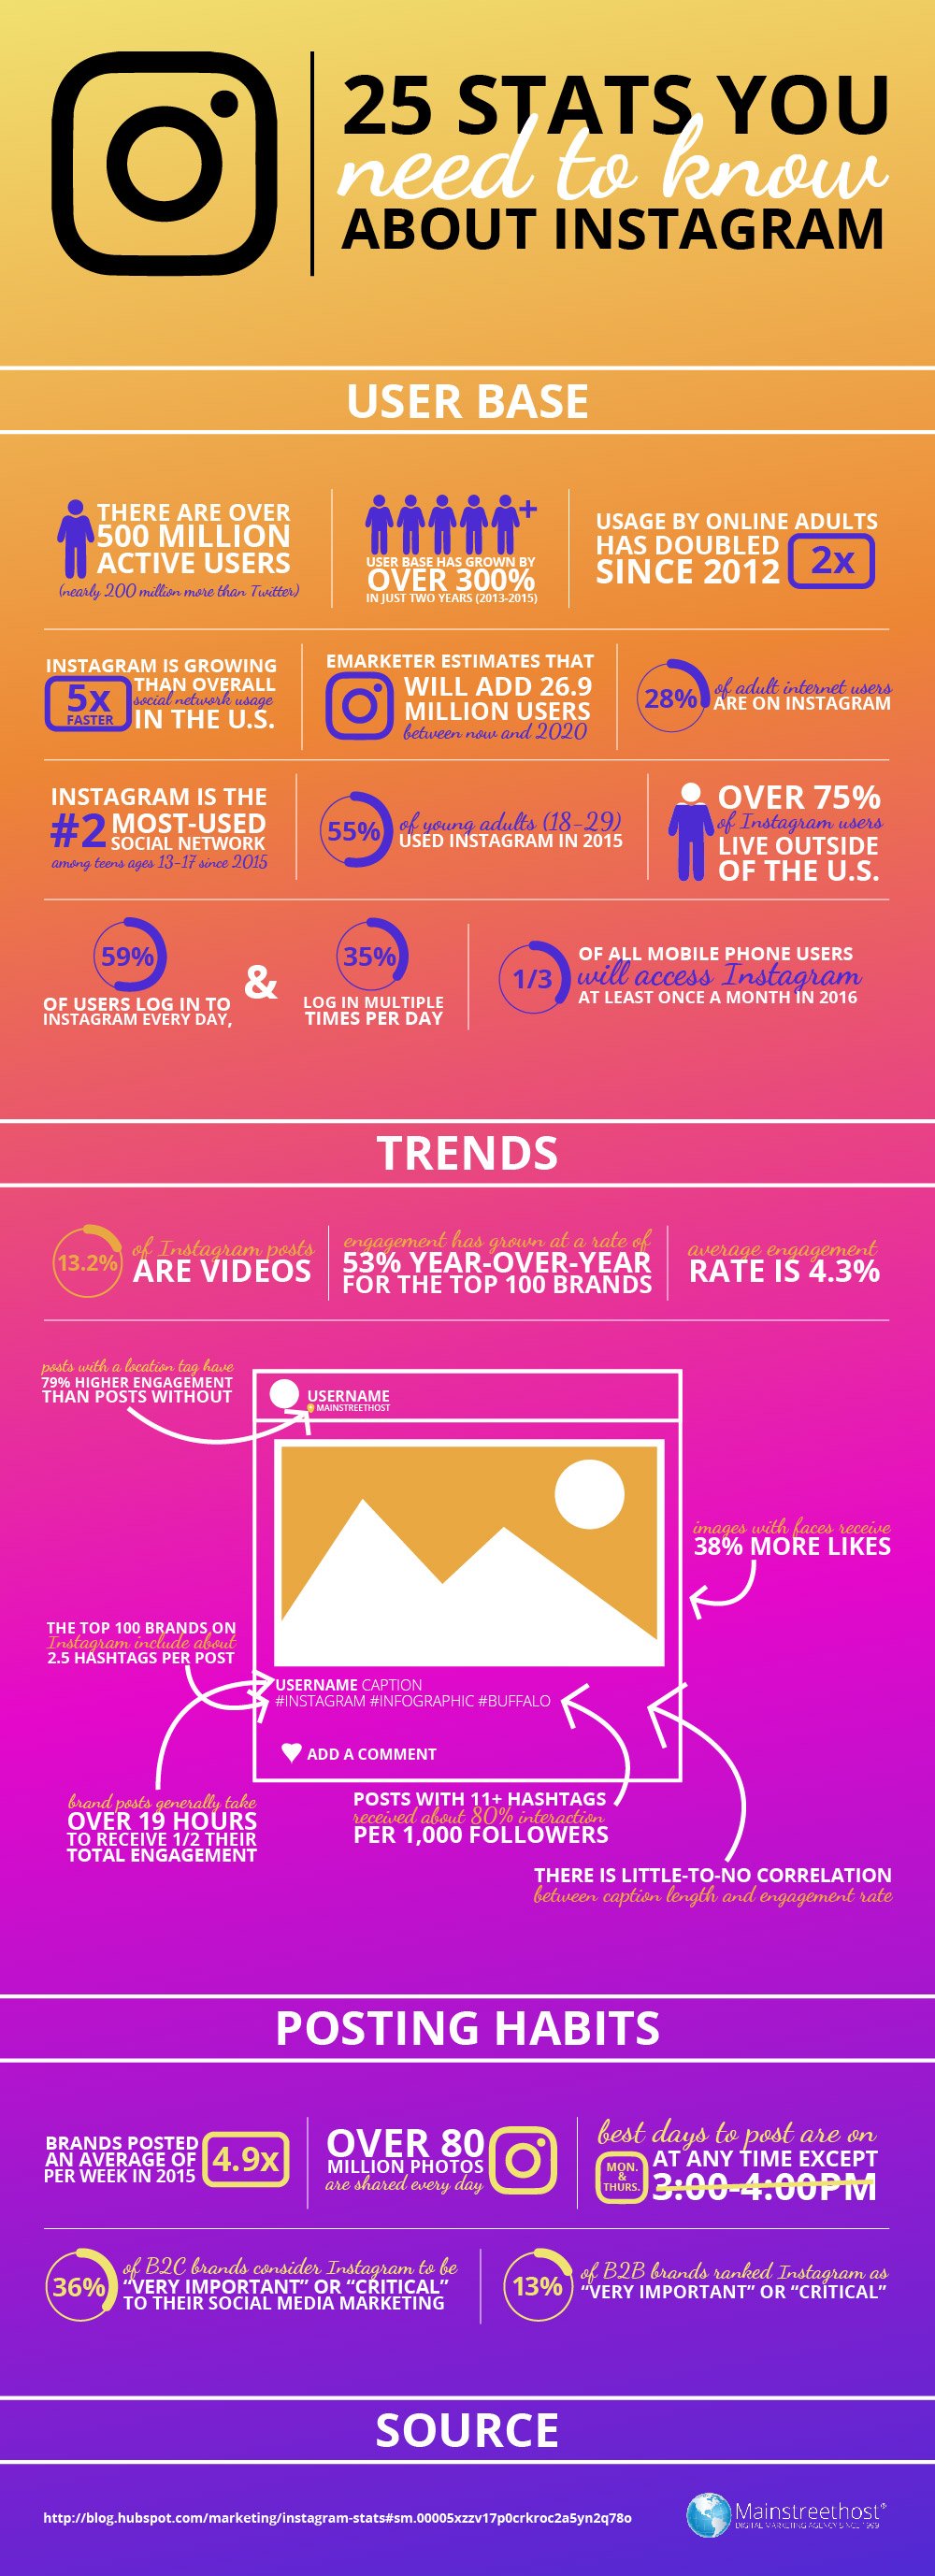 25 STATS YOU
need to know
ABOUT INSTAGRAM
USER BASE
THERE ARE OVER
500 MILLION
ACTIVE USERS
(nearly 200 million more than Twitter)
+
USER BASE HAS GROWN BY
OVER 300%
IN JUST TWO YEARS (2013-2015)
USAGE BY ONLINE ADULTS
HAS DOUBLED
SINCE 2012
2x
INSTAGRAM IS GROWING
5x
FASTER
THAN OVERALL
social network usage
IN THE U.S.
EMARKETER ESTIMATES THAT
WILL ADD 26.9
MILLION USERS
between now and 2020
28%
of adult internet users
ARE ON INSTAGRAM
INSTAGRAM IS THE
#2 MOST-USED
SOCIAL NETWORK
among teens ages 13-17 since 2015
55%
of young adults (18-29)
USED INSTAGRAM IN 2015
OVER 75%
of Instagram users
LIVE OUTSIDE
OF THE U.S.
59%
OF USERS LOG IN TO
INSTAGRAM EVERY DAY,
&
35%
LOG IN MULTIPLE
TIMES PER DAY
1/3
OF ALL MOBILE PHONE USERS
will access Instagram
AT LEAST ONCE A MONTH IN 2016
TRENDS
13.2%
of Instagram posts
ARE VIDEOS
engagement has grown at a rate of
53% YEAR-OVER-YEAR
FOR THE TOP 100 BRANDS
average engagement
RATE IS 4.3%
posts with a location tag have
79% HIGHER ENGAGEMENT
THAN POSTS WITHOUT
USERNAME
MAINSTREETHOST
images with faces receive
38% MORE LIKES
THE TOP 100 BRANDS ON
Instagram include about
2.5 HASHTAGS PER POST
USERNAME CAPTION
#INSTAGRAM #INFOGRAPHIC #BUFFALO
ADD A COMMENT
brand posts generally take
OVER 19 HOURS
TO RECEIVE 1/2 THEIR
TOTAL ENGAGEMENT
POSTS WITH 11+ HASHTAGS
received about 80% interaction
PER 1,000 FOLLOWERS
THERE IS LITTLE-TO-NO CORRELATION
between caption length and engagement rate
POSTING HABITS
BRANDS POSTED
AN AVERAGE OF
PER WEEK IN 2015
4.9x
OVER 80
MILLION PHOTOS
are shared every day
best days to post are on
MON.
&
THURS.
AT ANY TIME EXCEPT
3:00-4:00PM
36%
of B2C brands consider Instagram to be
“VERY IMPORTANT” OR “CRITICAL”
TO THEIR SOCIAL MEDIA MARKETING
13%
of B2B brands ranked Instagram as
“VERY IMPORTANT” OR “CRITICAL”
SOURCE
http://blog.hubspot.com/marketing/instagram-stats#sm.00005xzzv17p0crkroc2a5yn2q78o
Mainstreethost®
DIGITAL MARKETING AGENCY SINCE 1999